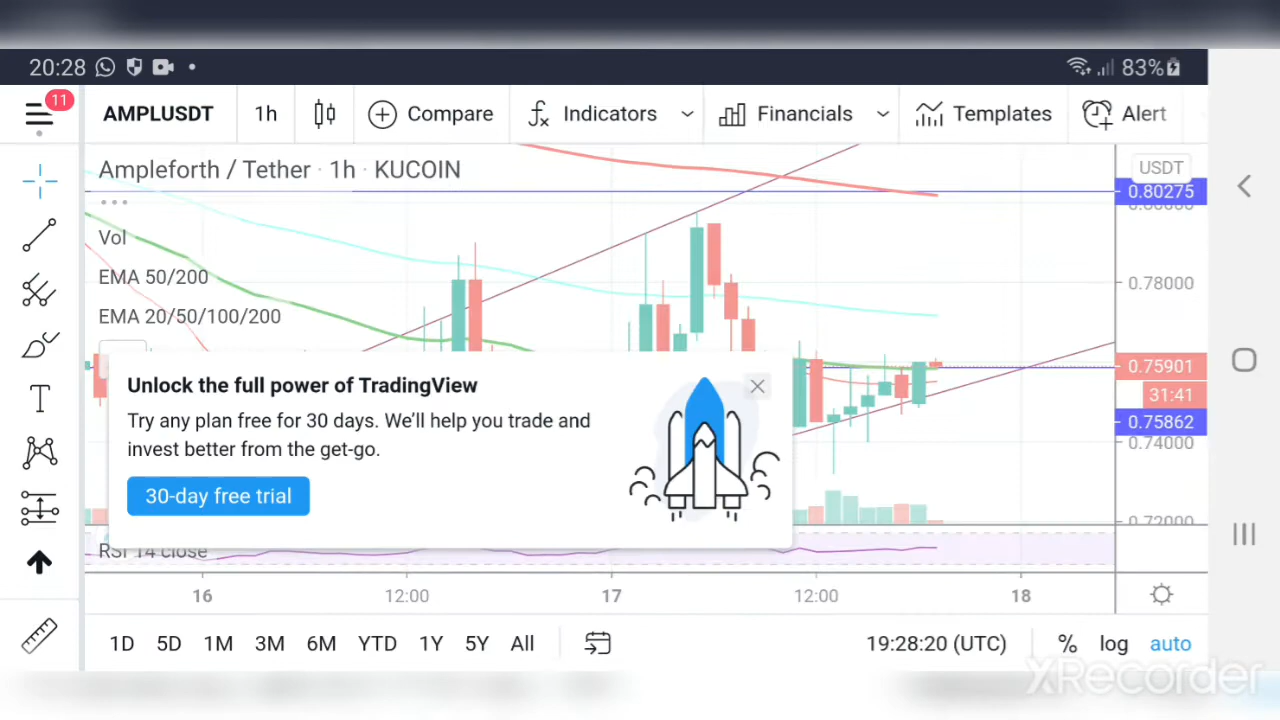 20:28
83%
11
AMPLUSDT
1h
Compare
Indicators
Financials
Templates
Alert
Ampleforth / Tether · 1h · KUCOIN
USDT
0.80275
Vol
EMA 50/200
0.78000
EMA 20/50/100/200
0.75901
31:41
0.75862
0.74000
0.72000
Unlock the full power of TradingView
Try any plan free for 30 days. We'll help you trade and
invest better from the get-go.
30-day free trial
RSI 14 close
16
12:00
17
12:00
18
1D 5D 1M 3M 6M YTD 1Y 5Y All
19:28:20 (UTC)
% log auto
XRecorder